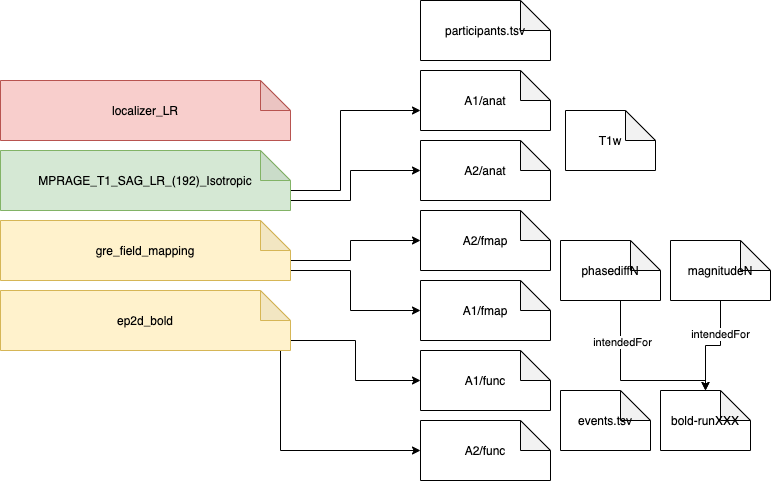 participants.tsv
localizer_LR
A1/anat
T1w
MPRAGE_T1_SAG_LR_(192)_Isotropic
A2/anat
gre_field_mapping
A2/fmap
phasediffN
magnitudeN
ep2d_bold
A1/fmap
intendedFor
intendedFor
A1/func
events.tsv
bold-runXXX
A2/func